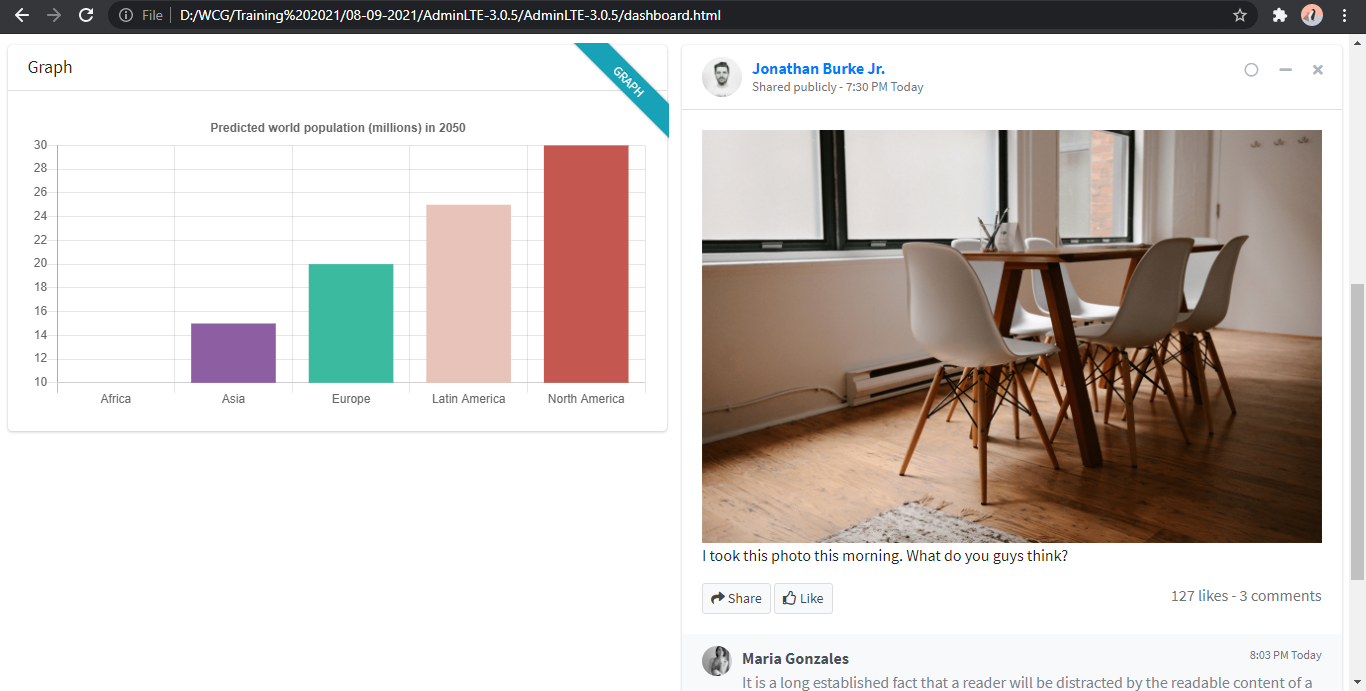 File
D:/WCG/Training%202021/08-09-2021/AdminLTE-3.0.5/AdminLTE-3.0.5/dashboard.html
Graph
GRAPH
Predicted world population (millions) in 2050
30
28
26
24
22
20
18
16
14
12
10
Africa Asia Europe Latin America North America
Jonathan Burke Jr.
Shared publicly - 7:30 PM Today
I took this photo this morning. What do you guys think?
Share Like 127 likes - 3 comments
Maria Gonzales 8:03 PM Today
It is a long established fact that a reader will be distracted by the readable content of a